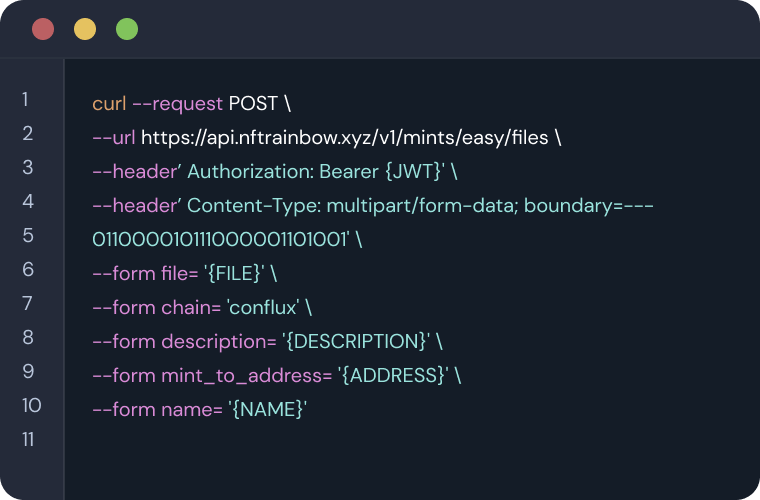 1 curl --request POST \
2 --url https://api.nftrainbow.xyz/v1/mints/easy/files \
3 --header’ Authorization: Bearer {JWT}' \
4 --header’ Content-Type: multipart/form-data; boundary=---
5 011000010111000001101001' \
6 --form file= '{FILE}' \
7 --form chain= 'conflux' \
8 --form description= '{DESCRIPTION}' \
9 --form mint_to_address= '{ADDRESS}' \
10 --form name= '{NAME}'
11